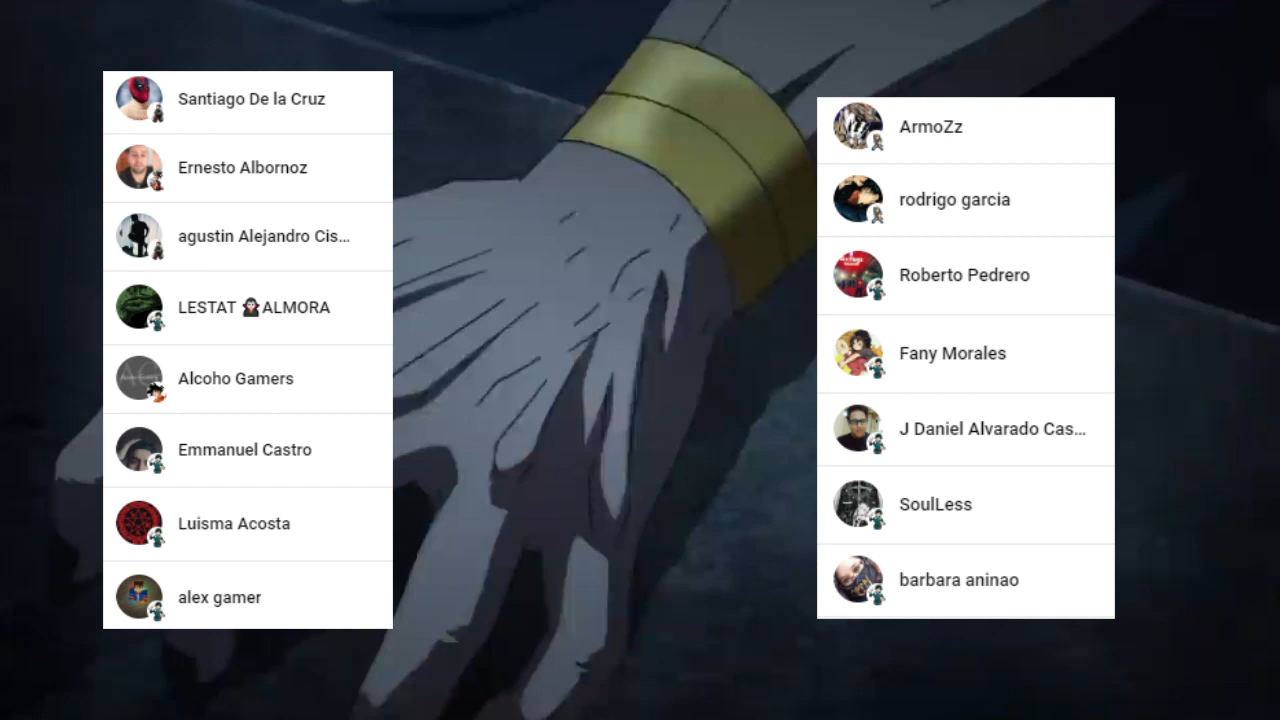 Santiago De la Cruz
Ernesto Albornoz
agustin Alejandro Cis...
LESTAT 🧛🏻‍♂️ALMORA
Alcoho Gamers
Emmanuel Castro
Luisma Acosta
alex gamer
ArmoZz
rodrigo garcia
Roberto Pedrero
Fany Morales
J Daniel Alvarado Cas...
SoulLess
barbara aninao